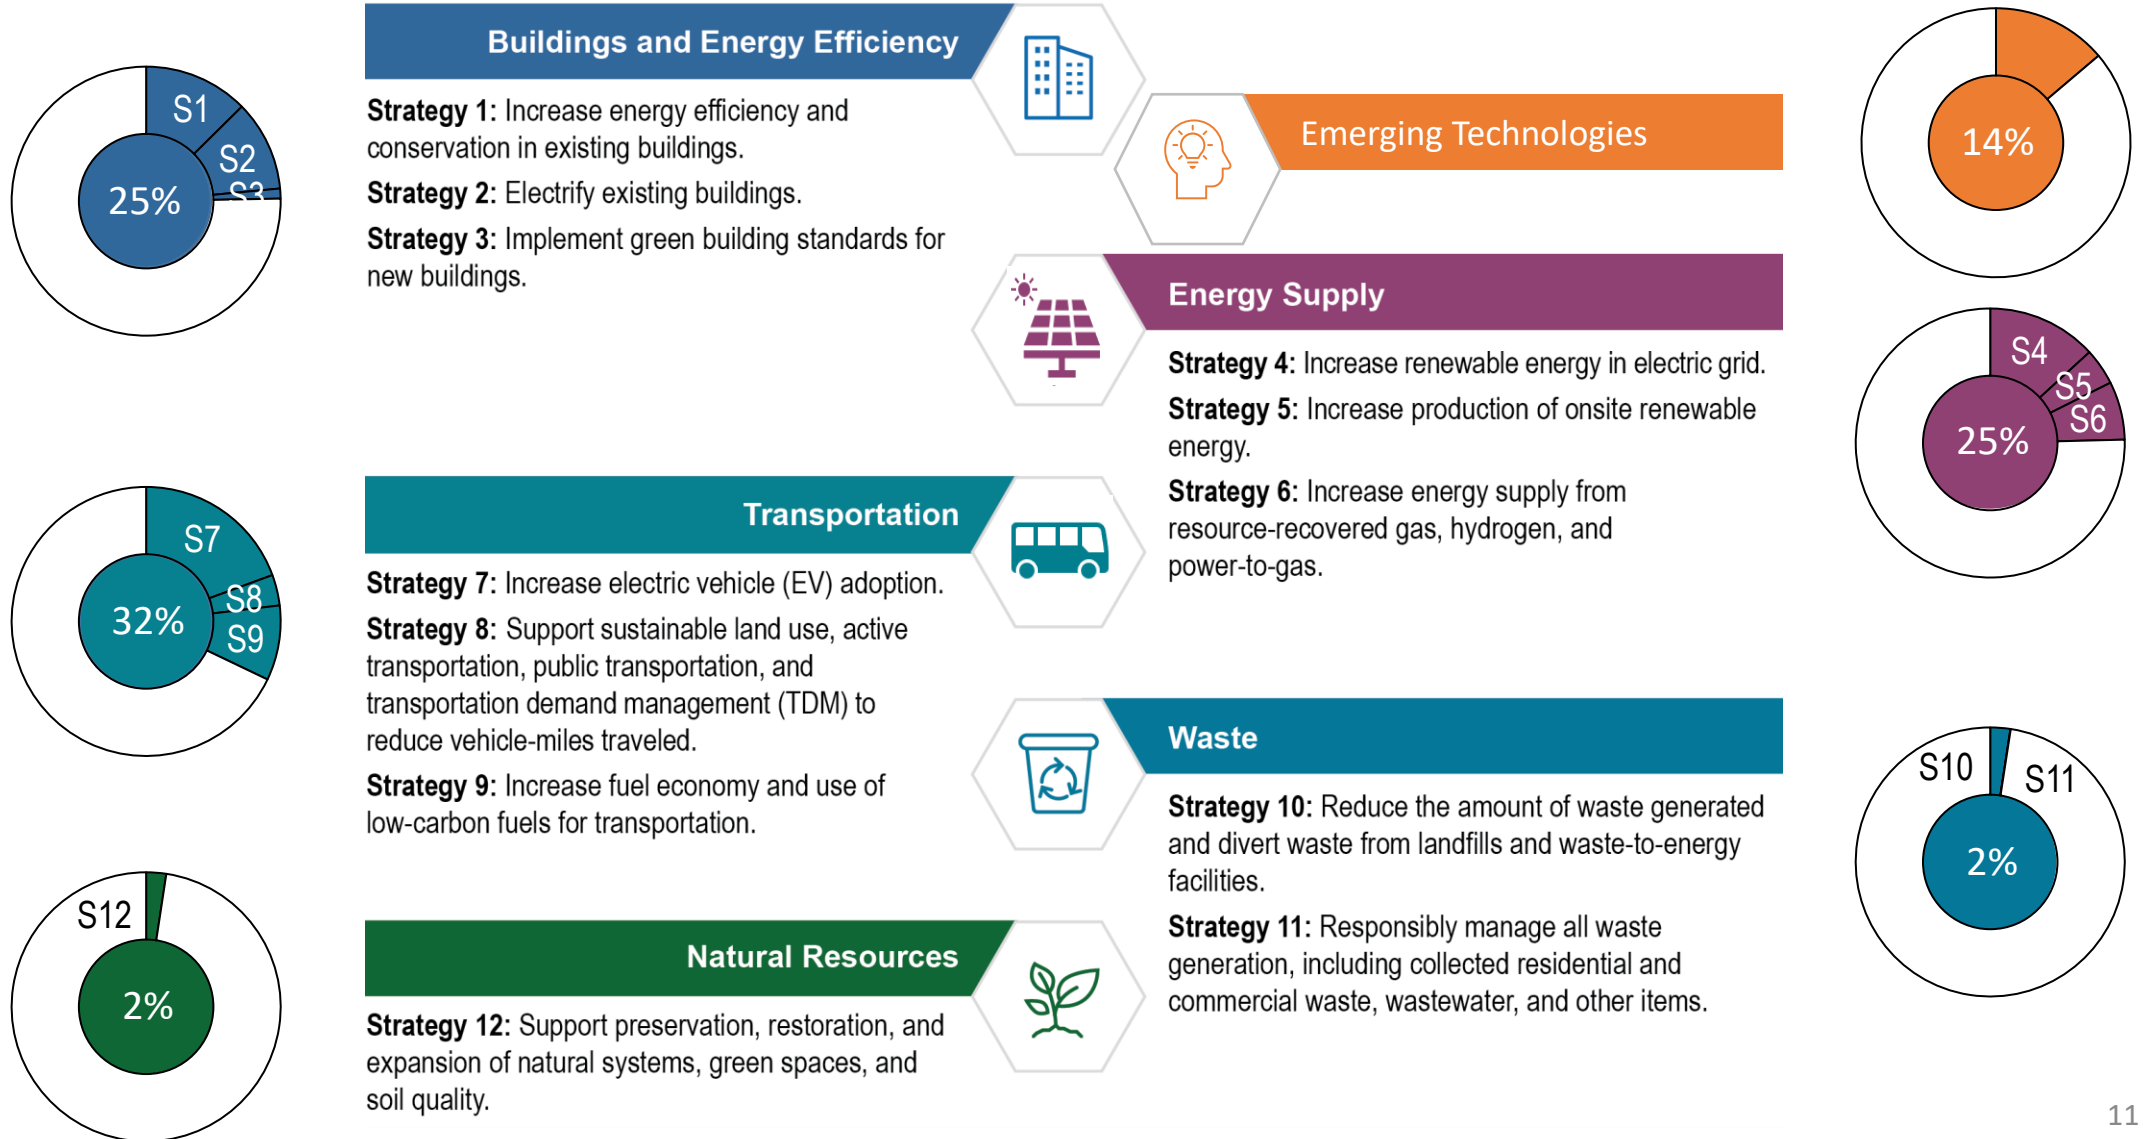 Buildings and Energy Efficiency
S1
S2
S3
25%
Strategy 1: Increase energy efficiency and
conservation in existing buildings.
Strategy 2: Electrify existing buildings.
Strategy 3: Implement green building standards for
new buildings.
Emerging Technologies
14%
Energy Supply
Strategy 4: Increase renewable energy in electric grid.
Strategy 5: Increase production of onsite renewable
energy.
Strategy 6: Increase energy supply from
resource-recovered gas, hydrogen, and
power-to-gas.
S4
S5
S6
25%
Transportation
S7
S8
S9
32%
Strategy 7: Increase electric vehicle (EV) adoption.
Strategy 8: Support sustainable land use, active
transportation, public transportation, and
transportation demand management (TDM) to
reduce vehicle-miles traveled.
Strategy 9: Increase fuel economy and use of
low-carbon fuels for transportation.
Waste
Strategy 10: Reduce the amount of waste generated
and divert waste from landfills and waste-to-energy
facilities.
Strategy 11: Responsibly manage all waste
generation, including collected residential and
commercial waste, wastewater, and other items.
S10
S11
2%
Natural Resources
S12
2%
Strategy 12: Support preservation, restoration, and
expansion of natural systems, green spaces, and
soil quality.
11